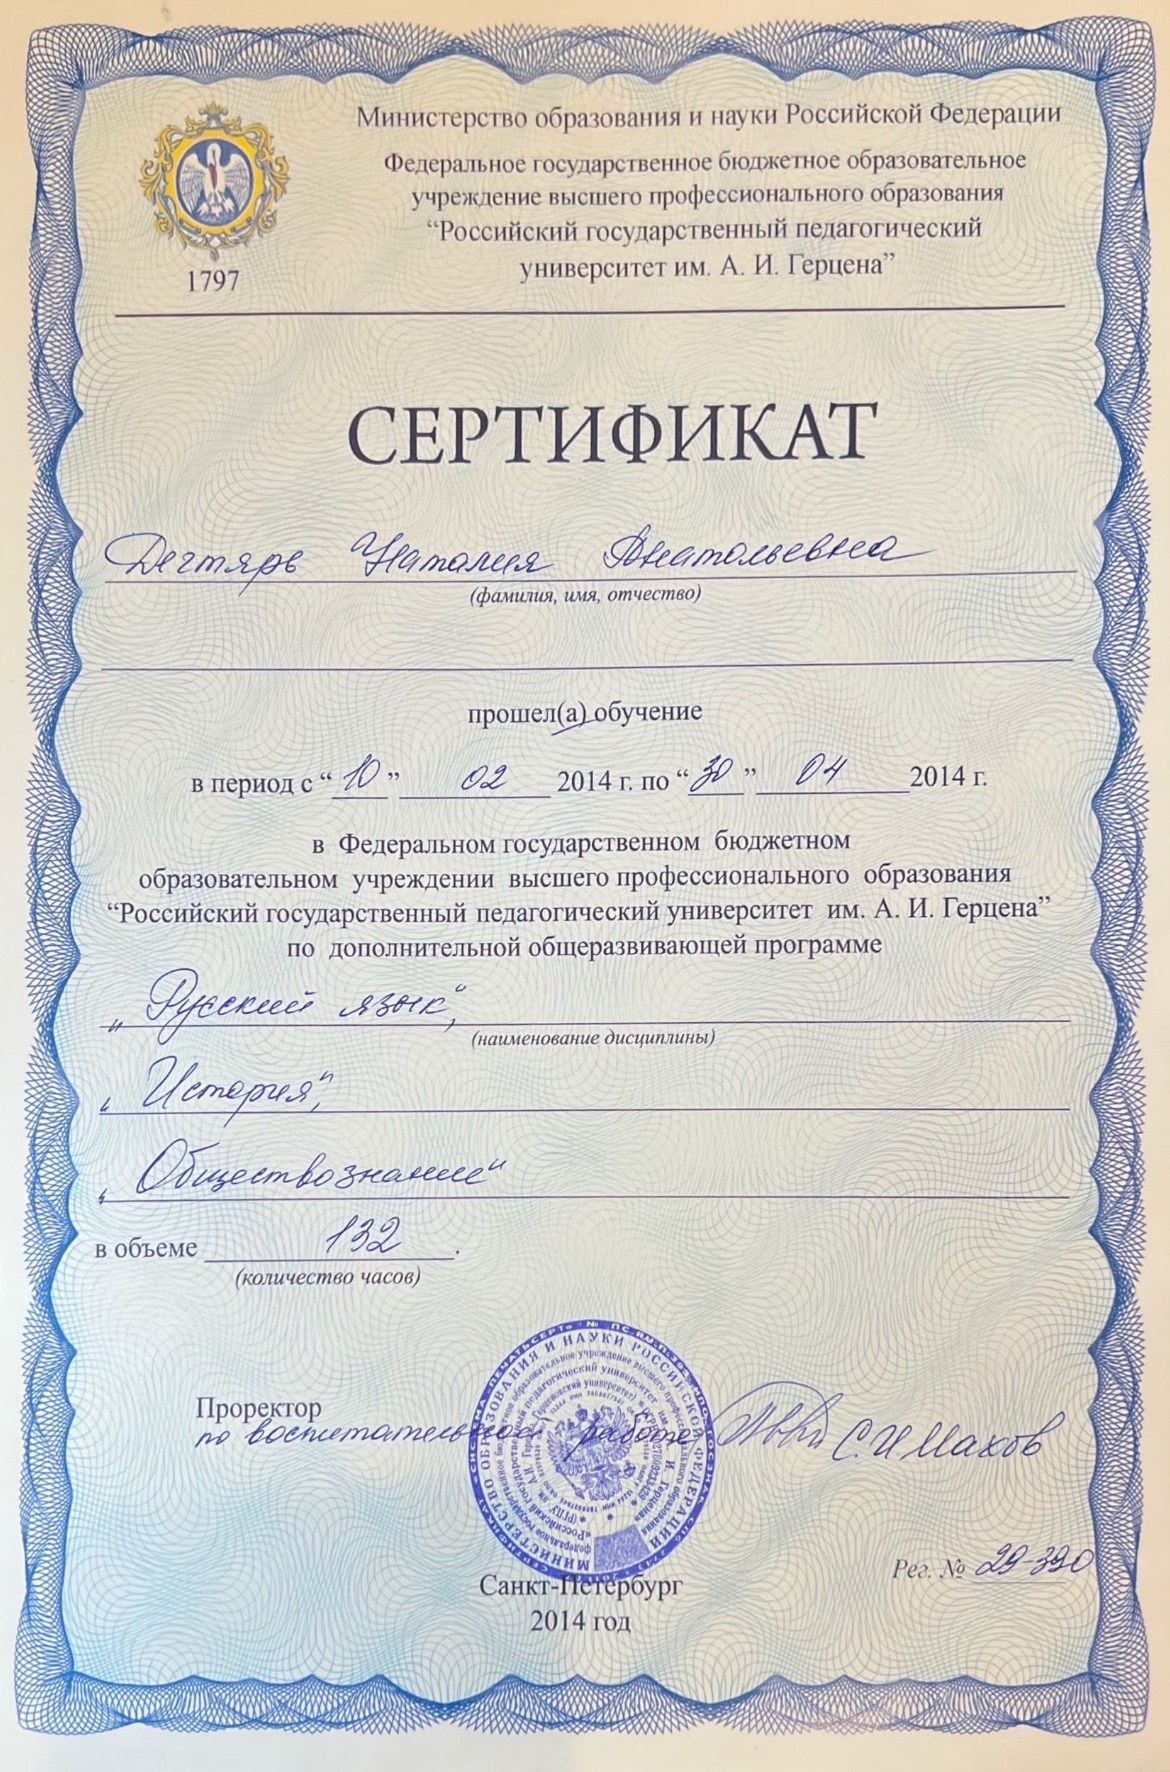 1797
Министерство образования и науки Российской Федерации
Федеральное государственное бюджетное образовательное
учреждение высшего профессионального образования
“Российский государственный педагогический
университет им. А. И. Герцена”
СЕРТИФИКАТ
Дегтярь Наталия Анатольевна
(фамилия, имя, отчество)
прошел(а) обучение
в период с “10” 02 2014 г. по “30” 04 2014 г.
в Федеральном государственном бюджетном
образовательном учреждении высшего профессионального образования
“Российский государственный педагогический университет им. А. И. Герцена”
по дополнительной общеразвивающей программе
„Русский язык“,
(наименование дисциплины)
„История“,
„Обществознание“
в объеме 132.
(количество часов)
Проректор
по воспитательной работе С. И Махов
МИНИСТЕРСТВО ОБРАЗОВАНИЯ И НАУКИ РОССИЙСКОЙ ФЕДЕРАЦИИ
Рег. № 29-390
Санкт-Петербург
2014 год